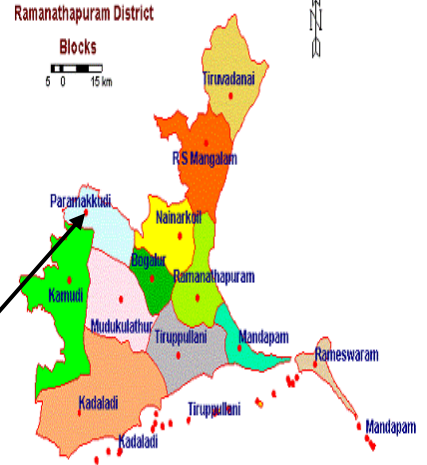 Ramanathapuram District
Blocks
5 0 15 km
N
Tiruvadanai
R S Mangalam
Paramakkudi
Nainarkoil
Bogalur
Ramanathapuram
Kamudi
Mudukulathur
Tiruppullani
Mandapam
Rameswaram
Kadaladi
Tiruppullani
Mandapam
Kadaladi